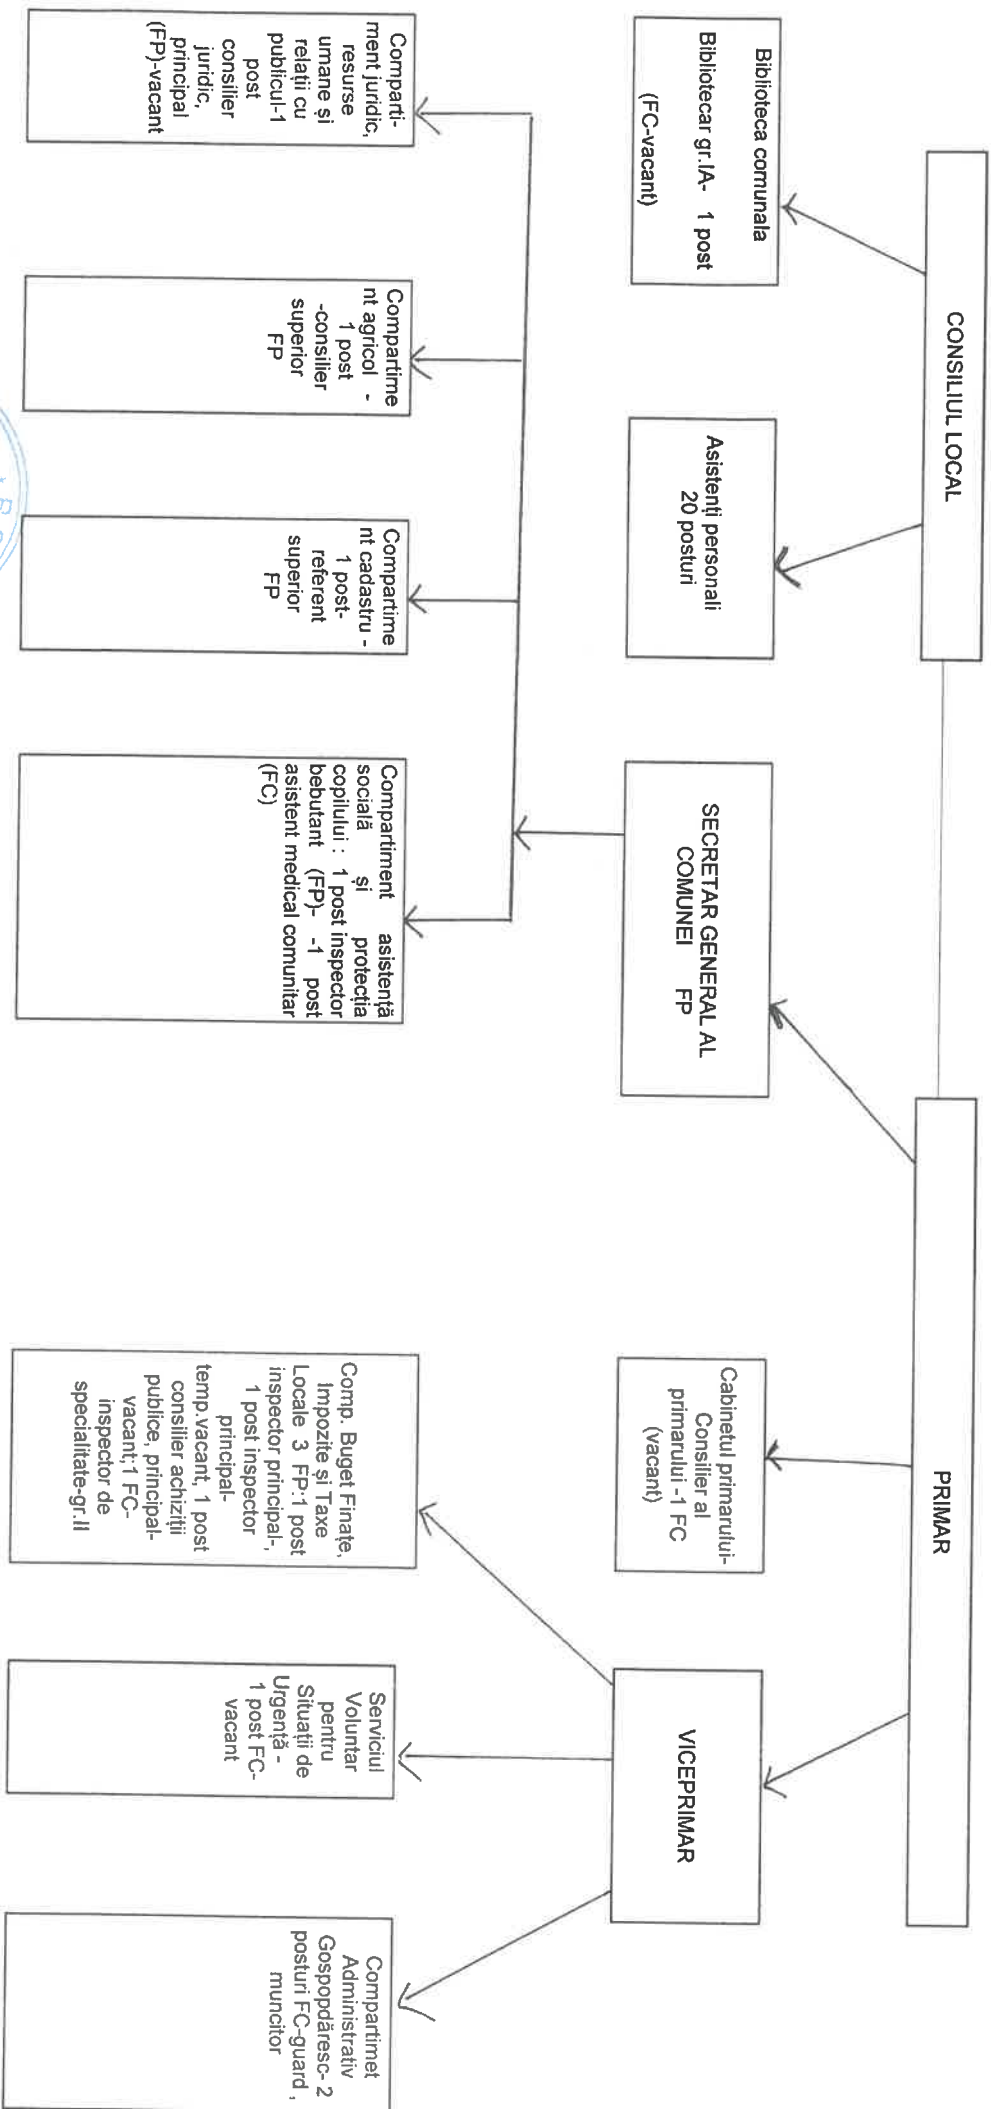 CONSILIUL LOCAL
PRIMAR
Biblioteca comunala
Bibliotecar gr.IA- 1 post
(FC-vacant)
Asistenți personali
20 posturi
SECRETAR GENERAL AL
COMUNEI FP
Cabinetul primarului-
Consilier al
primarului -1 FC
(vacant)
VICEPRIMAR
Comparti-
ment juridic,
resurse
umane și
relații cu
publicul-1
post
consilier
juridic,
principal
(FP)-vacant
Compartime
nt agricol -
1 post
-consilier
superior
FP
Compartime
nt cadastru -
1 post-
referent
superior
FP
Compartiment asistență
socială și protecția
copilului : 1 post inspector
bebutant (FP)- -1 post
asistent medical comunitar
(FC)
Comp. Buget Finațe,
Impozite și Taxe
Locale 3 FP:1 post
inspector principal-,
1 post inspector
principal-
temp.vacant, 1 post
consilier achiziții
publice, principal-
vacant;1 FC-
inspector de
specialitate-gr.II
Serviciul
Voluntar
pentru
Situații de
Urgență -
1 post FC-
vacant
Compartimet
Administrativ
Gospopdăresc- 2
posturi FC-guard ,
muncitor